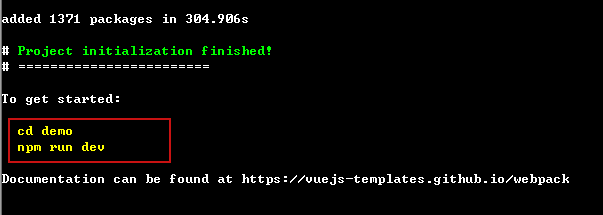 added 1371 packages in 304.906s
# Project initialization finished!
# ========================
To get started:
cd demo
npm run dev
Documentation can be found at https://vuejs-templates.github.io/webpack